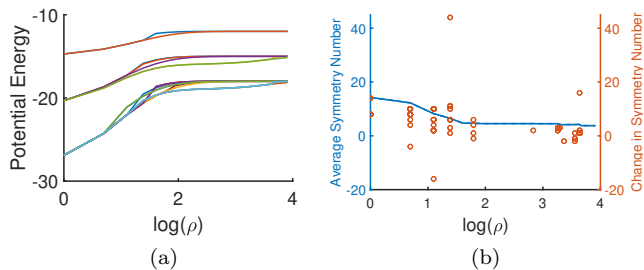 -10
-20
-30
Potential Energy
0 2 4
log(ρ)
(a)
40
20
0
-20
Average Symmetry Number
0 1 2 3 4
log(ρ)
40
20
0
-20
Change in Symmetry Number
(b)